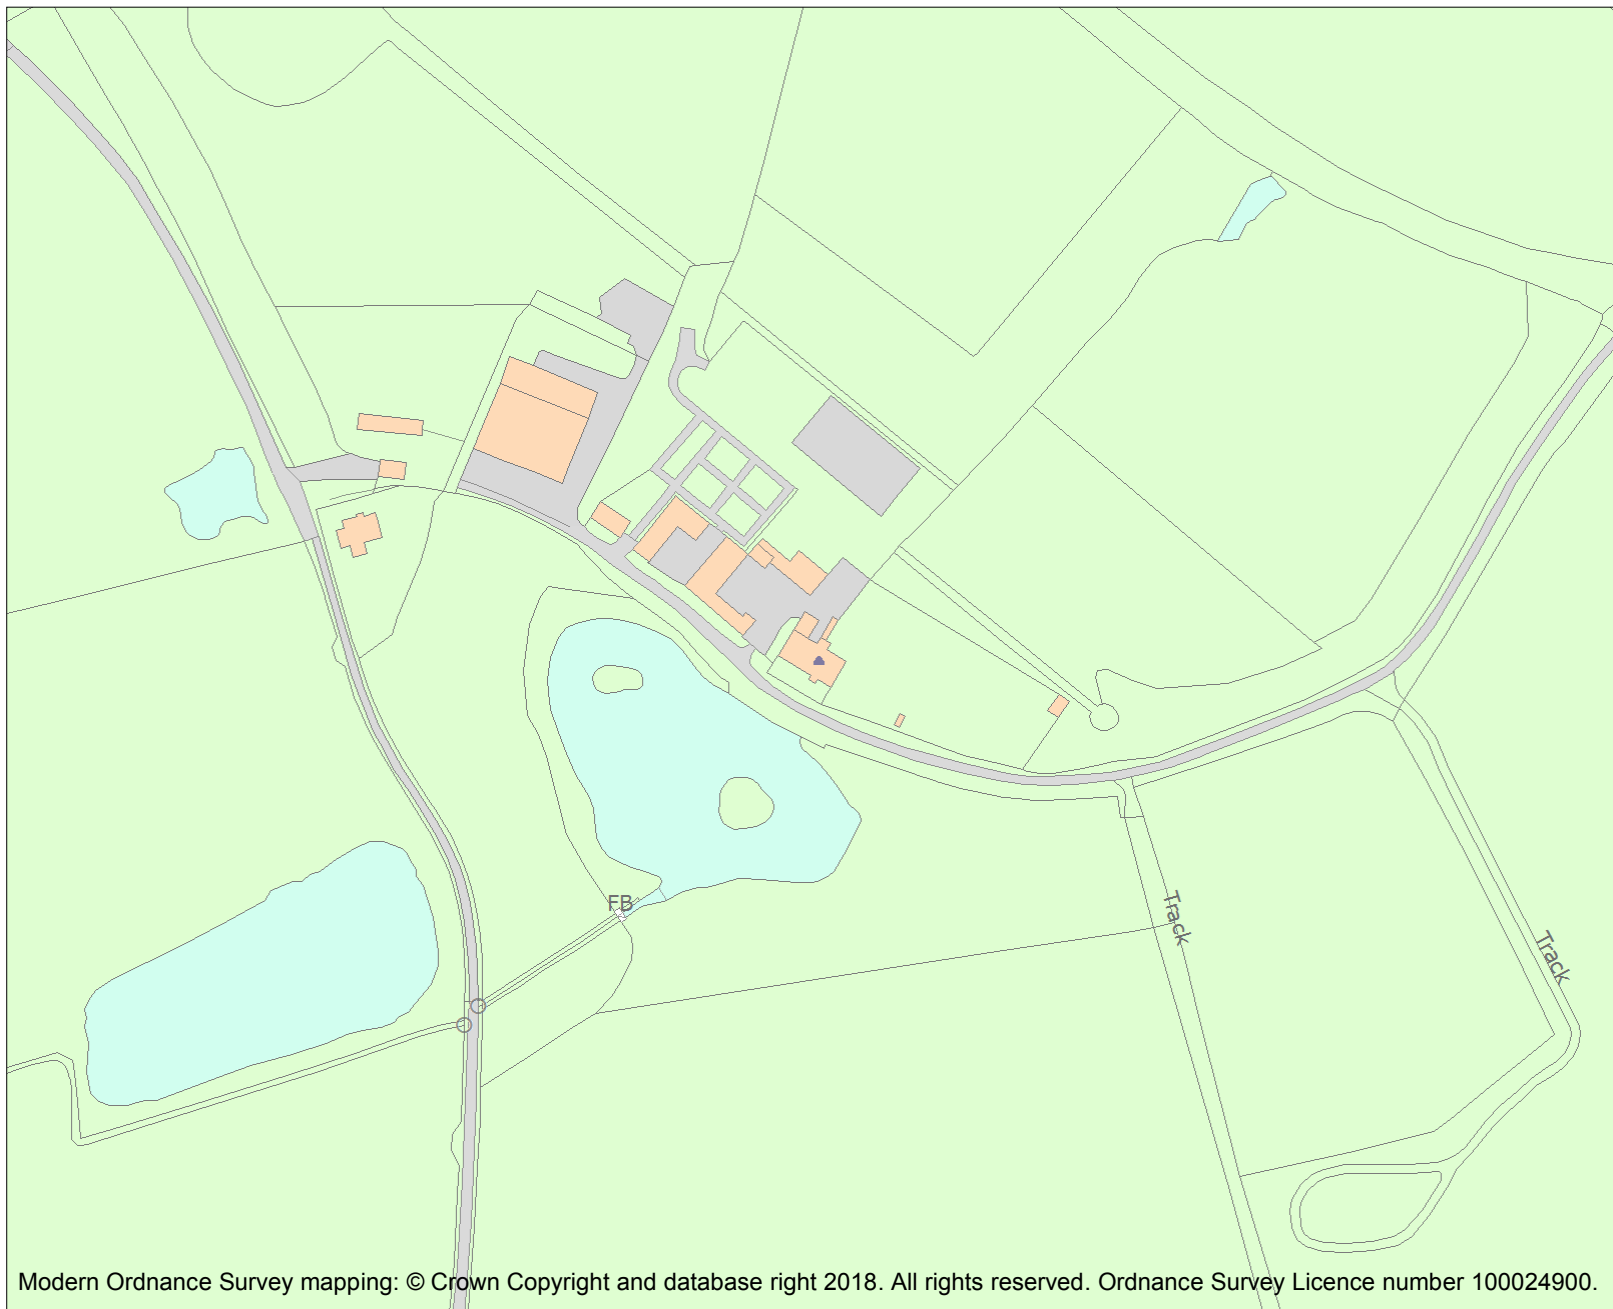 FB
Track
Track
Modern Ordnance Survey mapping: © Crown Copyright and database right 2018. All rights reserved. Ordnance Survey Licence number 100024900.